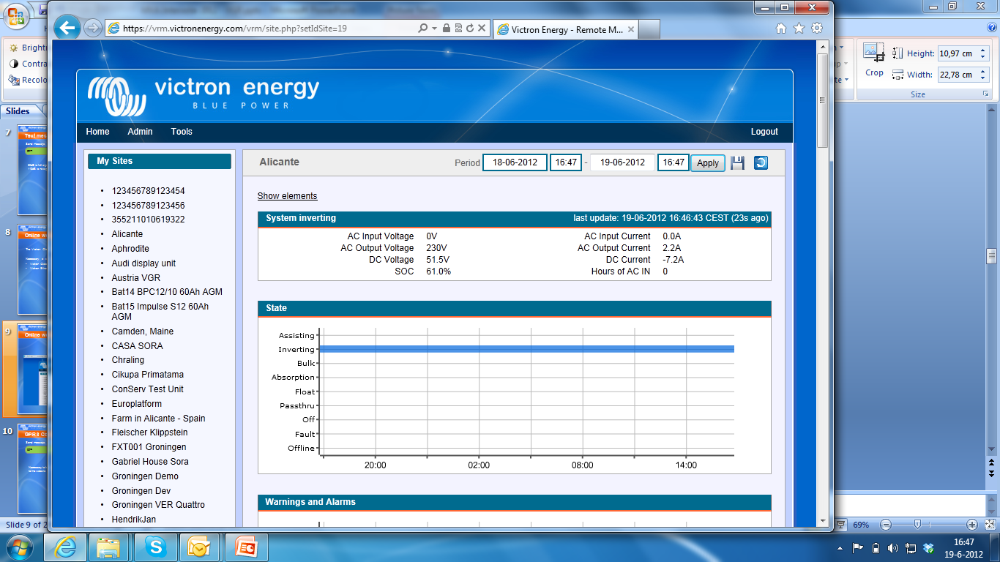 https://vrm.victronenergy.com/vrm/site.php?setIdSite=19
Victron Energy - Remote M...
Height: 10,97 cm
Width: 22,78 cm
Crop
Size
Slides
7
8
9
10
victron energy
BLUE POWER
Home Admin Tools Logout
My Sites
123456789123454
123456789123456
355211010619322
Alicante
Aphrodite
Audi display unit
Austria VGR
Bat14 BPC12/10 60Ah AGM
Bat15 Impulse S12 60Ah
AGM
Camden, Maine
CASA SORA
Chraling
Cikupa Primatama
ConServ Test Unit
Europlatform
Farm in Alicante - Spain
Fleischer Klippstein
FXT001 Groningen
Gabriel House Sora
Groningen Demo
Groningen Dev
Groningen VER Quattro
HendrikJan
Alicante Period 18-06-2012 16:47 - 19-06-2012 16:47 Apply
Show elements
System inverting last update: 19-06-2012 16:46:43 CEST (23s ago)
AC Input Voltage 0V AC Input Current 0.0A
AC Output Voltage 230V AC Output Current 2.2A
DC Voltage 51.5V DC Current -7.2A
SOC 61.0% Hours of AC IN 0
State
Assisting
Inverting
Bulk
Absorption
Float
Passthru
Off
Fault
Offline
20:00 02:00 08:00 14:00
Warnings and Alarms
Slide 9 of 2
69%
16:47
19-6-2012